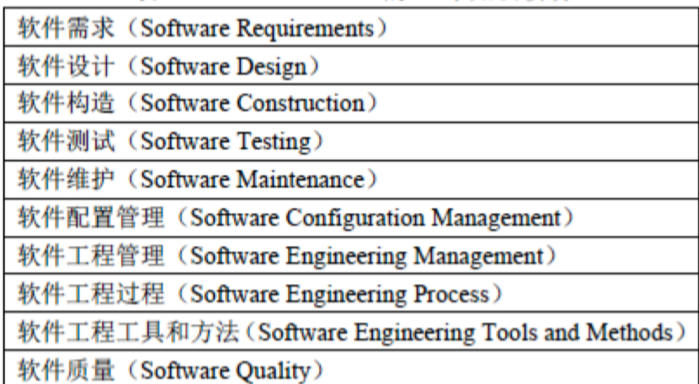 软件需求（Software Requirements）
软件设计（Software Design）
软件构造（Software Construction）
软件测试（Software Testing）
软件维护（Software Maintenance）
软件配置管理（Software Configuration Management）
软件工程管理（Software Engineering Management）
软件工程过程（Software Engineering Process）
软件工程工具和方法（Software Engineering Tools and Methods）
软件质量（Software Quality）